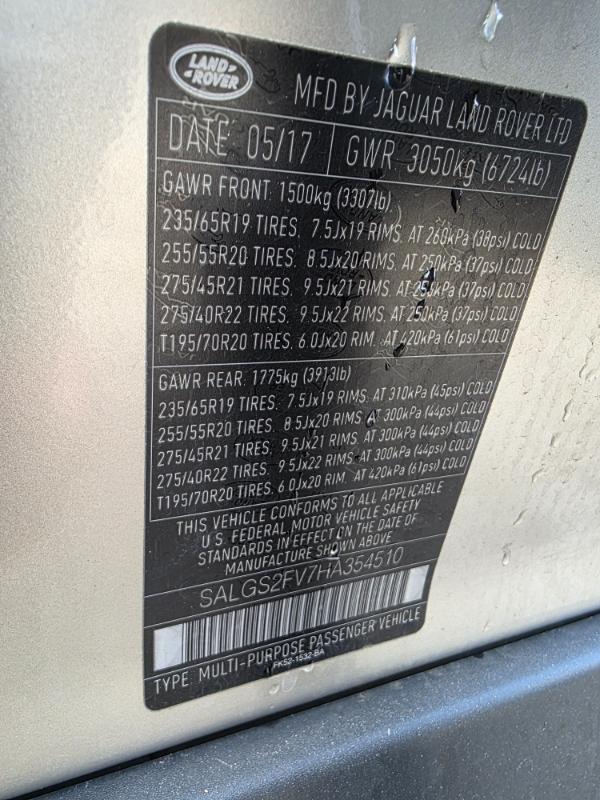 LAND ROVER
MFD BY JAGUAR LAND ROVER LTD
DATE: 05/17 GWR 3050kg (6724lb)
GAWR FRONT 1500kg (3307lb)
235/65R19 TIRES, 7.5Jx19 RIMS, AT 260kPa (38psi) COLD
255/55R20 TIRES, 8.5Jx20 RIMS, AT 250kPa (37psi) COLD
275/45R21 TIRES, 9.5Jx21 RIMS, AT 250kPa (37psi) COLD
275/40R22 TIRES, 9.5Jx22 RIMS, AT 250kPa (37psi) COLD
T195/70R20 TIRES, 6.0Jx20 RIM, AT 420kPa (61psi) COLD
GAWR REAR 1775kg (3913lb)
235/65R19 TIRES, 7.5Jx19 RIMS, AT 310kPa (45psi) COLD
255/55R20 TIRES, 8.5Jx20 RIMS, AT 300kPa (44psi) COLD
275/45R21 TIRES, 9.5Jx21 RIMS, AT 300kPa (44psi) COLD
275/40R22 TIRES, 9.5Jx22 RIMS, AT 300kPa (44psi) COLD
T195/70R20 TIRES, 6.0Jx20 RIM, AT 420kPa (61psi) COLD
THIS VEHICLE CONFORMS TO ALL APPLICABLE
U.S. FEDERAL MOTOR VEHICLE SAFETY
STANDARDS IN EFFECT ON THE DATE OF
MANUFACTURE SHOWN ABOVE
SALGS2FV7HA354510
TYPE: MULTI-PURPOSE PASSENGER VEHICLE
FK52-1532-BA